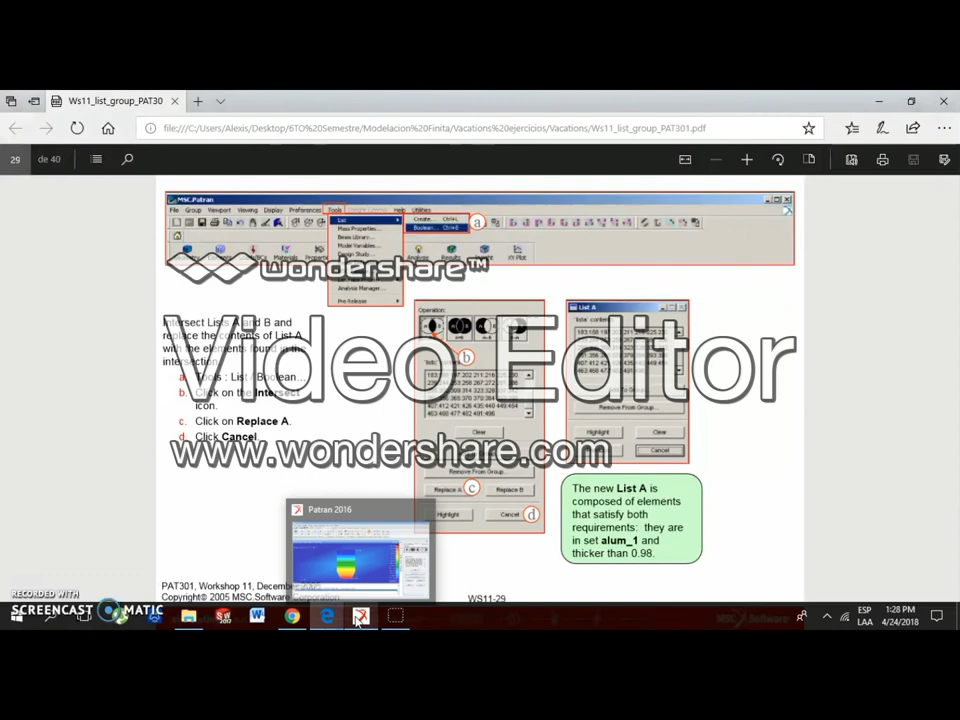 Ws11_list_group_PAT30
file:///C:/Users/Alexis/Desktop/6TO%20Semestre/Modelacion%20Finita/Vacations%20ejercicios/Vacations/Ws11_list_group_PAT301.pdf
29 de 40
MSC.Patran
File Group Viewport Viewing Display Preferences Tools Help Utilities
List
Create... Ctrl+L
Mass Properties...
Boolean... Ctrl+B
a
Beam Library...
Model Variables...
Design Study...
Materials
Analysis
Results
XY Plot
Analysis Manager...
Pre Release
wondershare™
Video Editor
www.wondershare.com
Intersect Lists A and B and
replace the contents of List A
with the elements found in the
intersection.
a. Tools : List / Boolean...
b. Click on the Intersect
icon.
c. Click on Replace A.
d. Click Cancel.
Operation:
b
Clear
Remove From Group...
Replace A
c
Replace B
Highlight
Cancel
d
List A
Remove From Group...
Highlight
Clear
Cancel
The new List A is
composed of elements
that satisfy both
requirements: they are
in set alum_1 and
thicker than 0.98.
Patran 2016
PAT301, Workshop 11, December 2005
Copyright© 2005 MSC.Software Corporation
WS11-29
MSC Software
RECORDED WITH
SCREENCAST MATIC
ESP
LAA
1:28 PM
4/24/2018